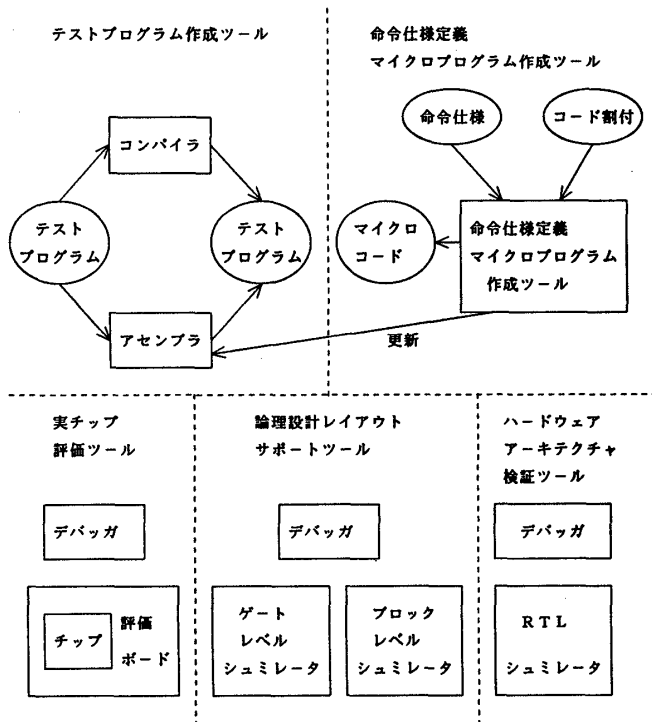 テストプログラム作成ツール
コンパイラ
テスト
プログラム
テスト
プログラム
アセンブラ
命令仕様定義
マイクロプログラム作成ツール
命令仕様
コード割付
マイクロ
コード
命令仕様定義
マイクロプログラム
作成ツール
更新
実チップ
評価ツール
デバッガ
チップ
評価
ボード
論理設計レイアウト
サポートツール
デバッガ
ゲート
レベル
シュミレータ
ブロック
レベル
シュミレータ
ハードウェア
アーキテクチャ
検証ツール
デバッガ
RTL
シュミレータ